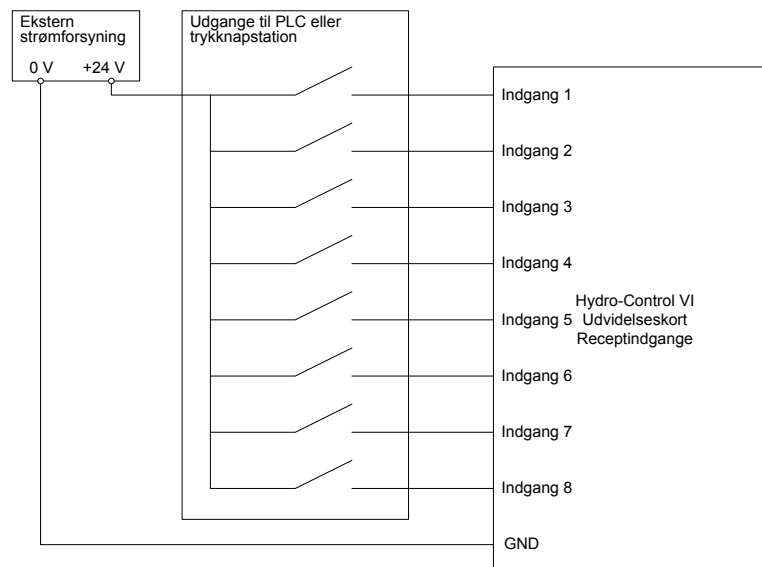 Ekstern
strømforsyning
0 V +24 V
Udgange til PLC eller
trykknapstation
Indgang 1
Indgang 2
Indgang 3
Indgang 4
Indgang 5
Indgang 6
Indgang 7
Indgang 8
GND
Hydro-Control VI
Udvidelseskort
Receptindgange